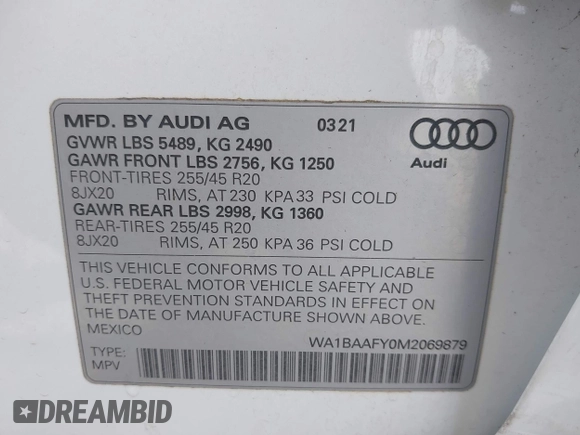 MFD. BY AUDI AG 0321
GVWR LBS 5489, KG 2490
GAWR FRONT LBS 2756, KG 1250
FRONT-TIRES 255/45 R20
8JX20 RIMS, AT 230 KPA 33 PSI COLD
GAWR REAR LBS 2998, KG 1360
REAR-TIRES 255/45 R20
8JX20 RIMS, AT 250 KPA 36 PSI COLD
Audi
THIS VEHICLE CONFORMS TO ALL APPLICABLE
U.S. FEDERAL MOTOR VEHICLE SAFETY AND
THEFT PREVENTION STANDARDS IN EFFECT ON
THE DATE OF MANUFACTURE SHOWN ABOVE.
MEXICO
WA1BAAFY0M2069879
TYPE:
MPV
DREAMBID